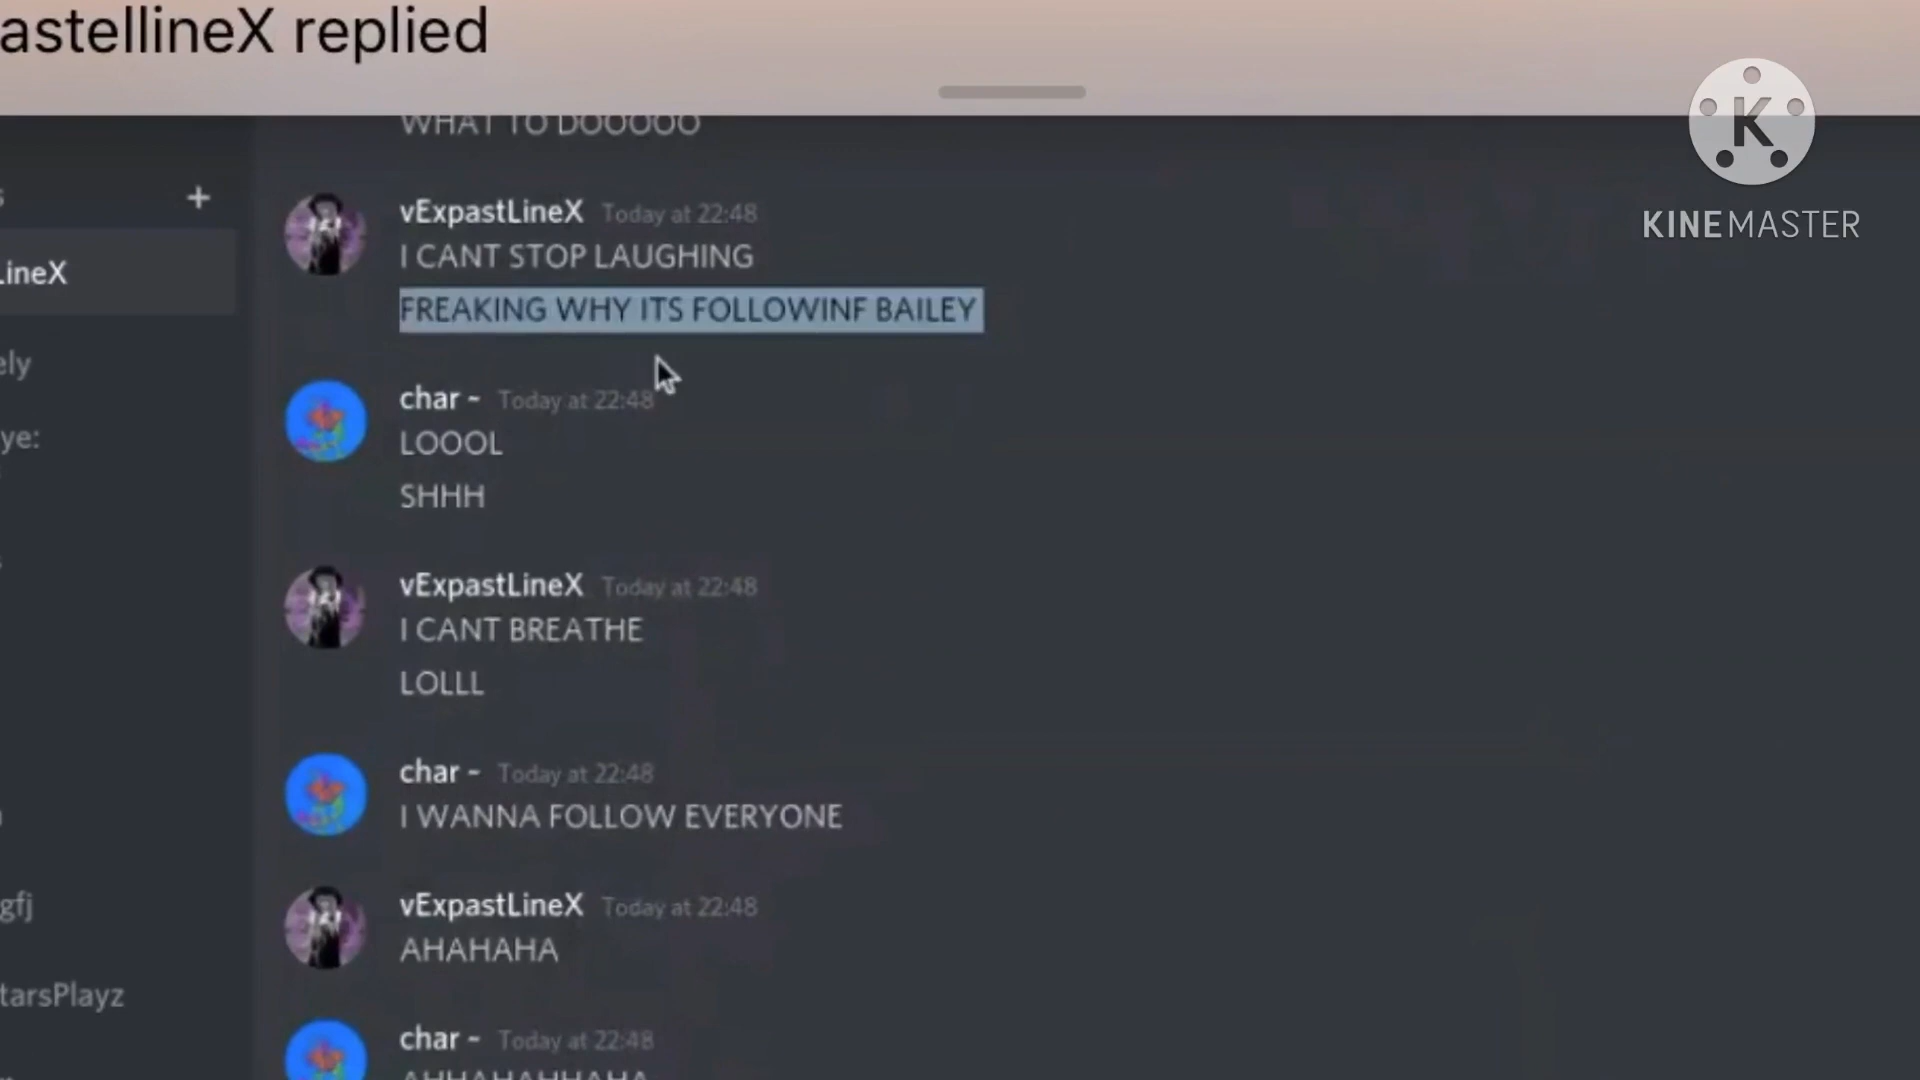 astellineX replied
WHAT TO DOOOOO
+
vExpastLineX Today at 22:48
I CANT STOP LAUGHING
LineX
FREAKING WHY ITS FOLLOWINF BAILEY
ely
char ~ Today at 22:48
ye:
LOOOL
SHHH
vExpastLineX Today at 22:48
I CANT BREATHE
LOLLL
char ~ Today at 22:48
I WANNA FOLLOW EVERYONE
vExpastLineX Today at 22:48
gfj
AHAHAHA
tarsPlayz
char ~ Today at 22:48
K
KINEMASTER